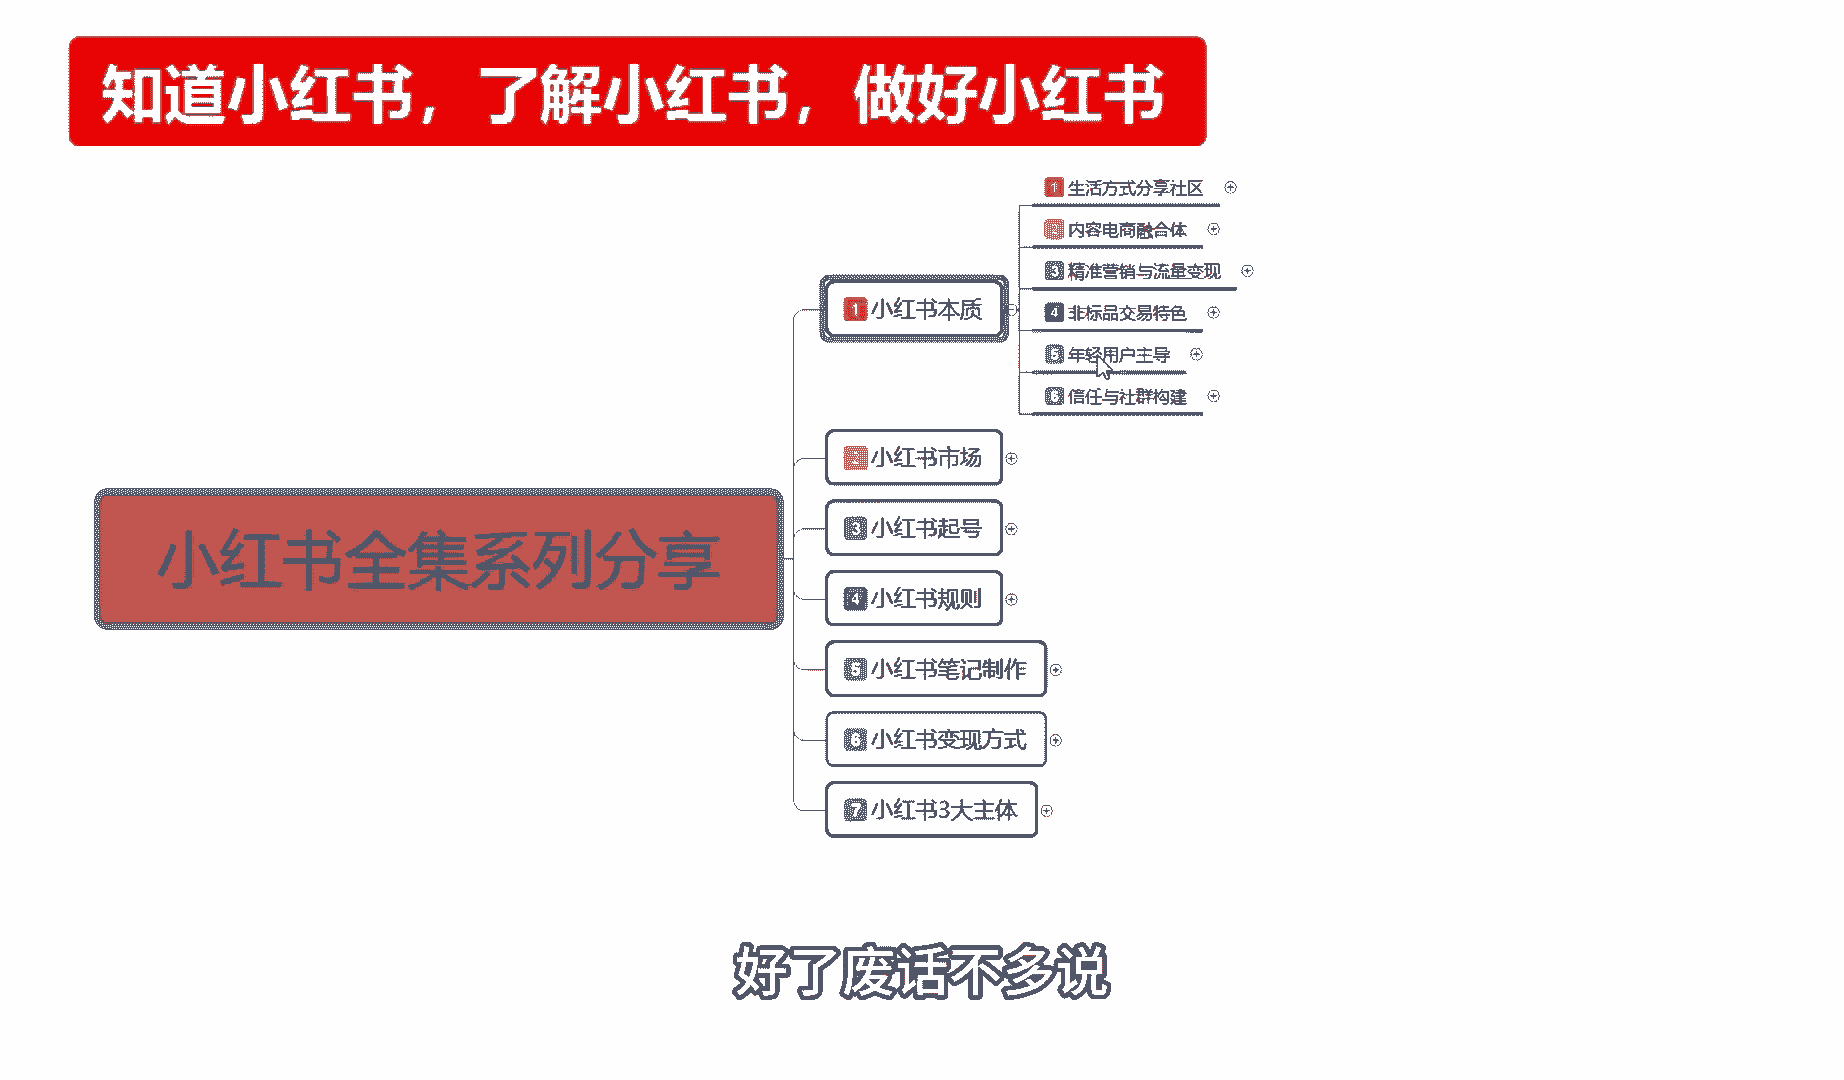 知道小红书，了解小红书，做好小红书
1 生活方式分享社区
2 内容电商融合体
3 精准营销与流量变现
4 非标品交易特色
5 年轻用户主导
6 信任与社群构建
1 小红书本质
2 小红书市场
3 小红书起号
小红书全集系列分享
4 小红书规则
5 小红书笔记制作
6 小红书变现方式
7 小红书3大主体
好了废话不多说